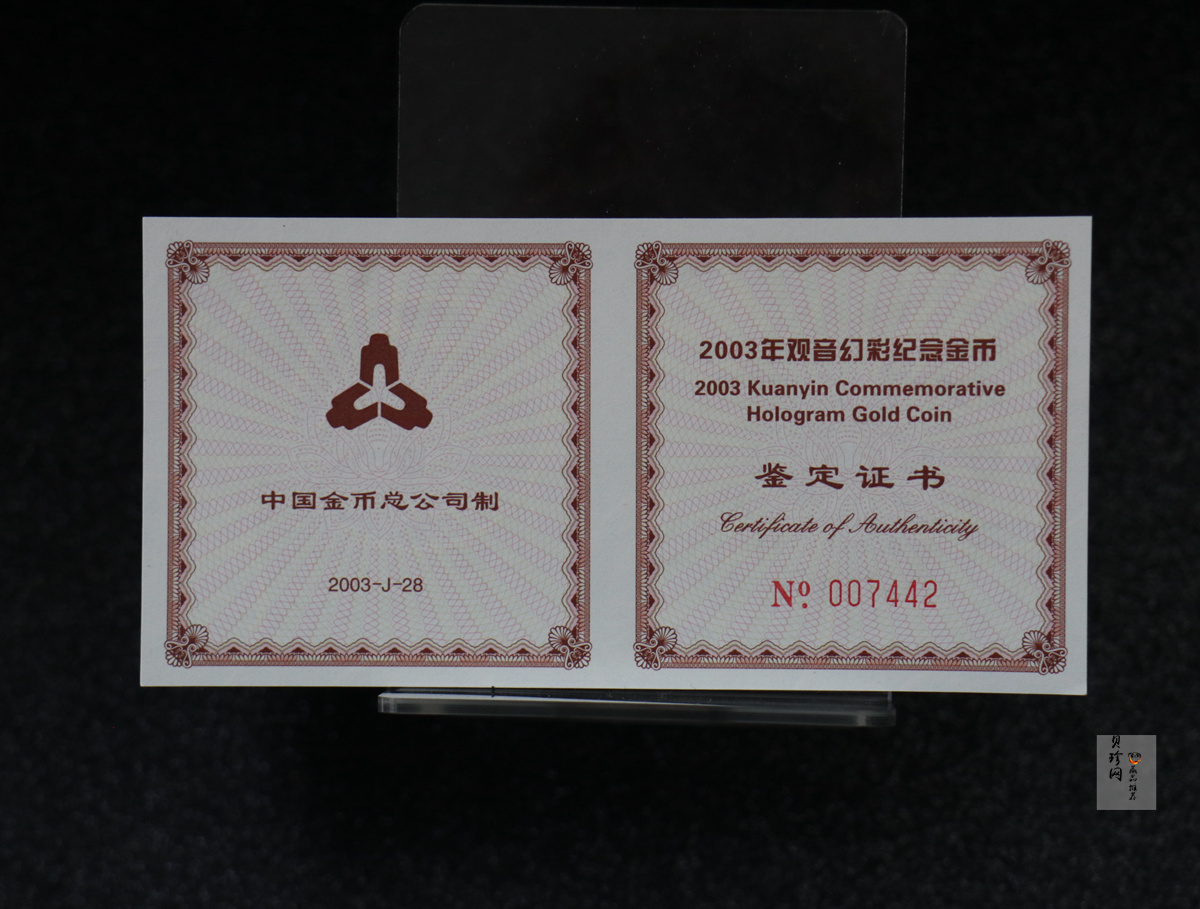 中国金币总公司制
2003-J-28
2003年观音幻彩纪念金币
2003 Kuanyin Commemorative
Hologram Gold Coin
鉴定证书
Certificate of Authenticity
Nº 007442
贝珍网